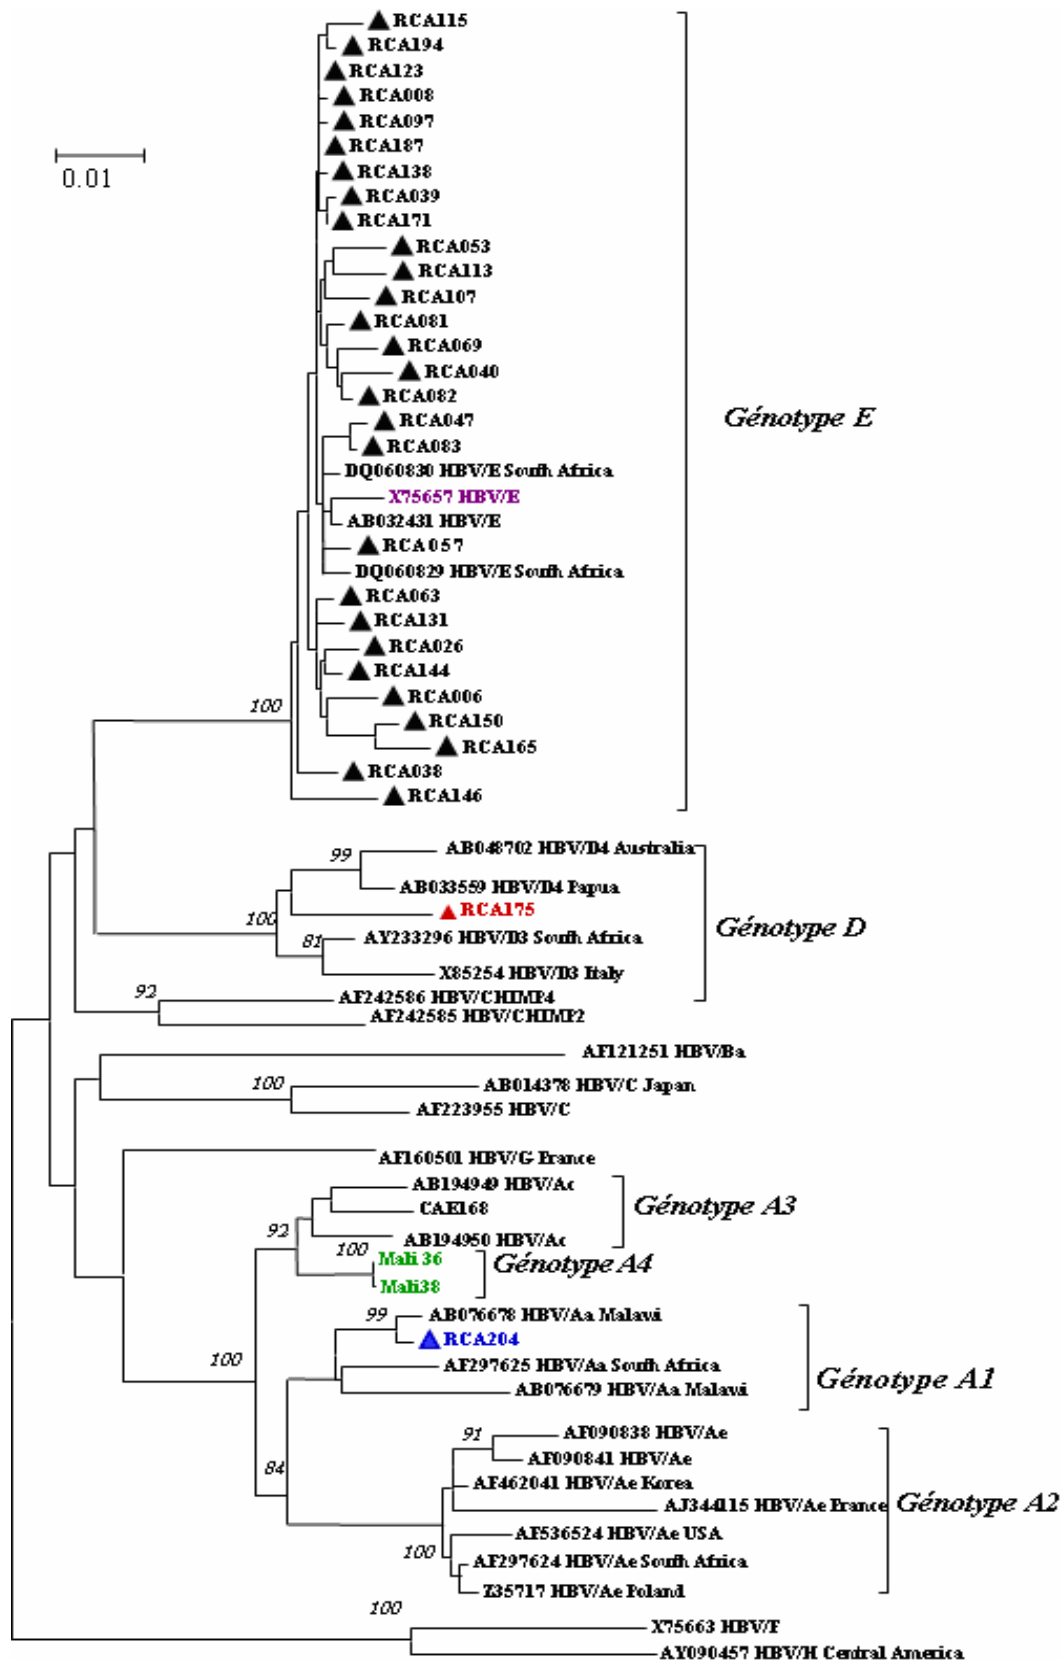 RCA115
RCA194
RCA123
RCA008
RCA097
RCA187
0.01
RCA138
RCA039
RCA171
RCA053
RCA113
RCA107
RCA081
RCA069
RCA040
RCA082
Génotype E
RCA047
RCA083
DQ060830 HBV/E South Africa
X75657 HBV/E
AB032431 HBV/E
RCA057
DQ060829 HBV/E South Africa
RCA063
RCA131
RCA026
RCA144
RCA006
100
RCA150
RCA165
RCA038
RCA146
AB048702 HBV/D4 Australia
99
AB033559 HBV/D4 Papua
RCA175
100
Génotype D
81
AY233296 HBV/D3 South Africa
X85254 HBV/D3 Italy
92
AF242586 HBV/CHIMP4
AF242585 HBV/CHIMP2
AF121251 HBV/Ba
100
AB014378 HBV/C Japan
AF223955 HBV/C
AF160501 HBV/G France
AB194949 HBV/Ac
CAE168
Génotype A3
92
AB194950 HBV/Ac
100
Mali 36
Génotype A4
Mali38
99
AB076678 HBV/Aa Malawi
RCA204
100
AF297625 HBV/Aa South Africa
Génotype A1
AB076679 HBV/Aa Malawi
91
AF090838 HBV/Ae
AF090841 HBV/Ae
84
AF462041 HBV/Ae Korea
AJ344115 HBV/Ae France
Génotype A2
AF536524 HBV/Ae USA
100
AF297624 HBV/Ae South Africa
Z35717 HBV/Ae Poland
100
X75663 HBV/F
AY090457 HBV/H Central America